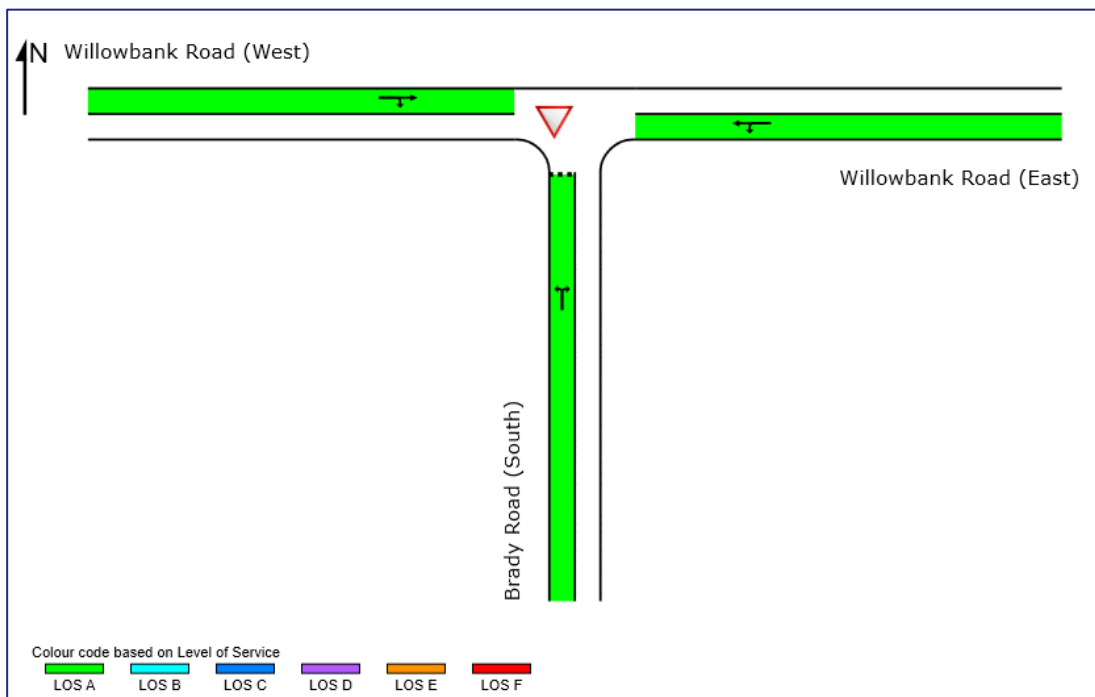 N
Willowbank Road (West)
Willowbank Road (East)
Brady Road (South)
Colour code based on Level of Service
LOS A LOS B LOS C LOS D LOS E LOS F